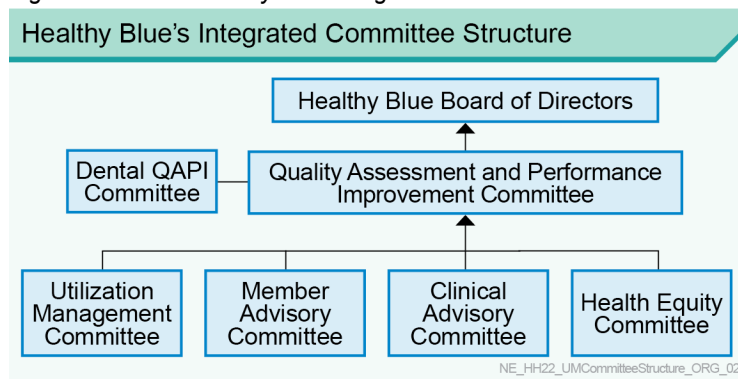 Healthy Blue’s Integrated Committee Structure
Healthy Blue Board of Directors
Dental QAPI
Committee
Quality Assessment and Performance
Improvement Committee
Utilization
Management
Committee
Member
Advisory
Committee
Clinical
Advisory
Committee
Health Equity
Committee
NE_HH22_UMCommitteeStructure_ORG_02